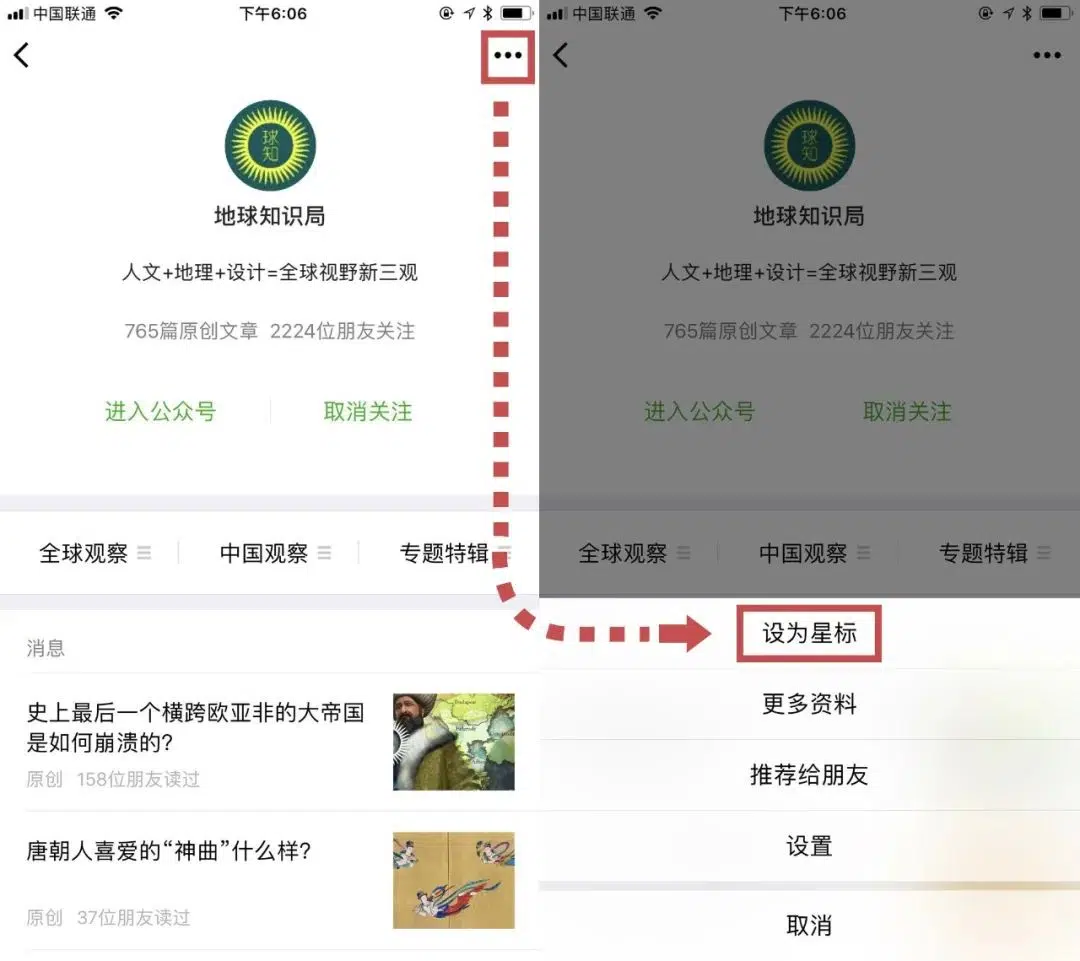 中国联通
下午6:06
球
知
地球知识局
人文+地理+设计=全球视野新三观
765篇原创文章 2224位朋友关注
进入公众号
取消关注
全球观察
中国观察
专题特辑
消息
史上最后一个横跨欧亚非的大帝国
是如何崩溃的?
原创 158位朋友读过
唐朝人喜爱的“神曲”什么样?
原创 37位朋友读过
中国联通
下午6:06
球
知
地球知识局
人文+地理+设计=全球视野新三观
765篇原创文章 2224位朋友关注
进入公众号
取消关注
全球观察
中国观察
专题特辑
设为星标
更多资料
推荐给朋友
设置
取消